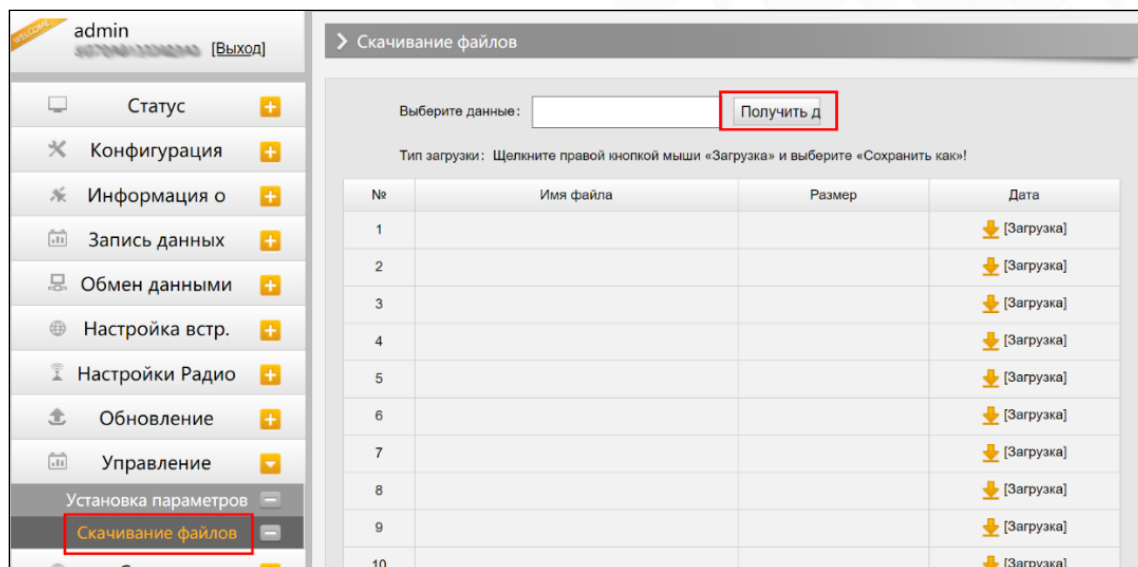 WELCOME
admin
[Выход]
Статус
Конфигурация
Информация о
Запись данных
Обмен данными
Настройка встр.
Настройки Радио
Обновление
Управление
Установка параметров
Скачивание файлов
Скачивание файлов
Выберите данные:
Получить д
Тип загрузки: Щелкните правой кнопкой мыши «Загрузка» и выберите «Сохранить как»!
№ Имя файла Размер Дата
1 [Загрузка]
2 [Загрузка]
3 [Загрузка]
4 [Загрузка]
5 [Загрузка]
6 [Загрузка]
7 [Загрузка]
8 [Загрузка]
9 [Загрузка]
10 [Загрузка]